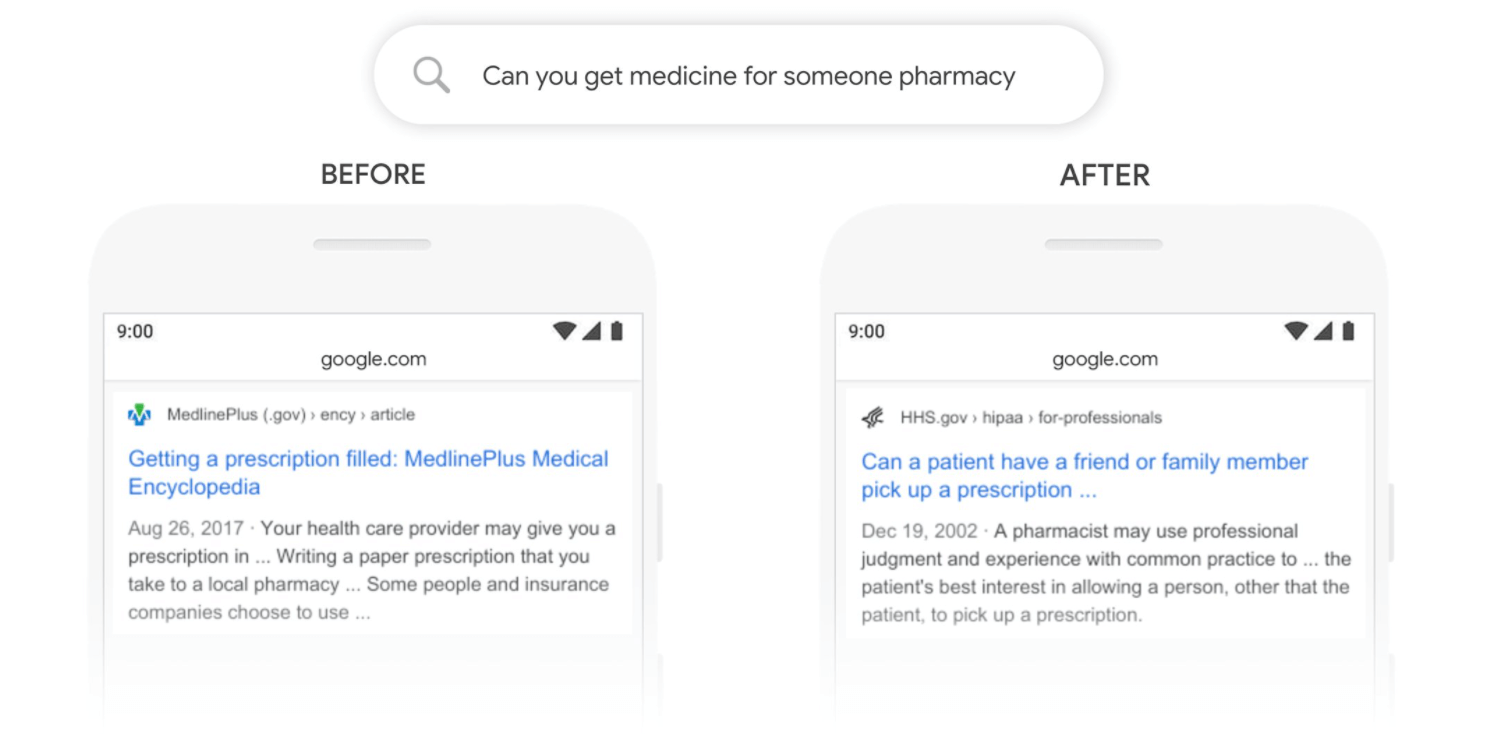 Can you get medicine for someone pharmacy
BEFORE
AFTER
9:00
google.com
MedlinePlus (.gov) › ency › article
Getting a prescription filled: MedlinePlus Medical
Encyclopedia
Aug 26, 2017 · Your health care provider may give you a
prescription in ... Writing a paper prescription that you
take to a local pharmacy ... Some people and insurance
companies choose to use ...
9:00
google.com
HHS.gov › hipaa › for-professionals
Can a patient have a friend or family member
pick up a prescription ...
Dec 19, 2002 · A pharmacist may use professional
judgment and experience with common practice to ... the
patient's best interest in allowing a person, other that the
patient, to pick up a prescription.